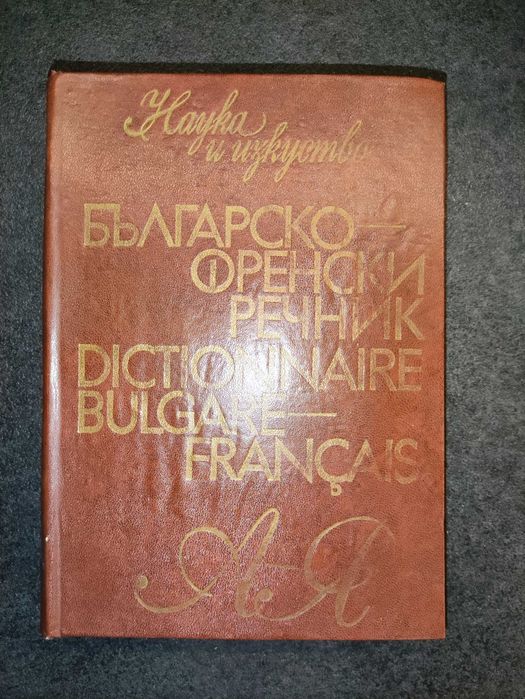 Наука
и изкуство
БЪЛГАРСКО—
ФРЕНСКИ
РЕЧНИК
DICTIONNAIRE
BULGARE—
FRANÇAIS
А-Я